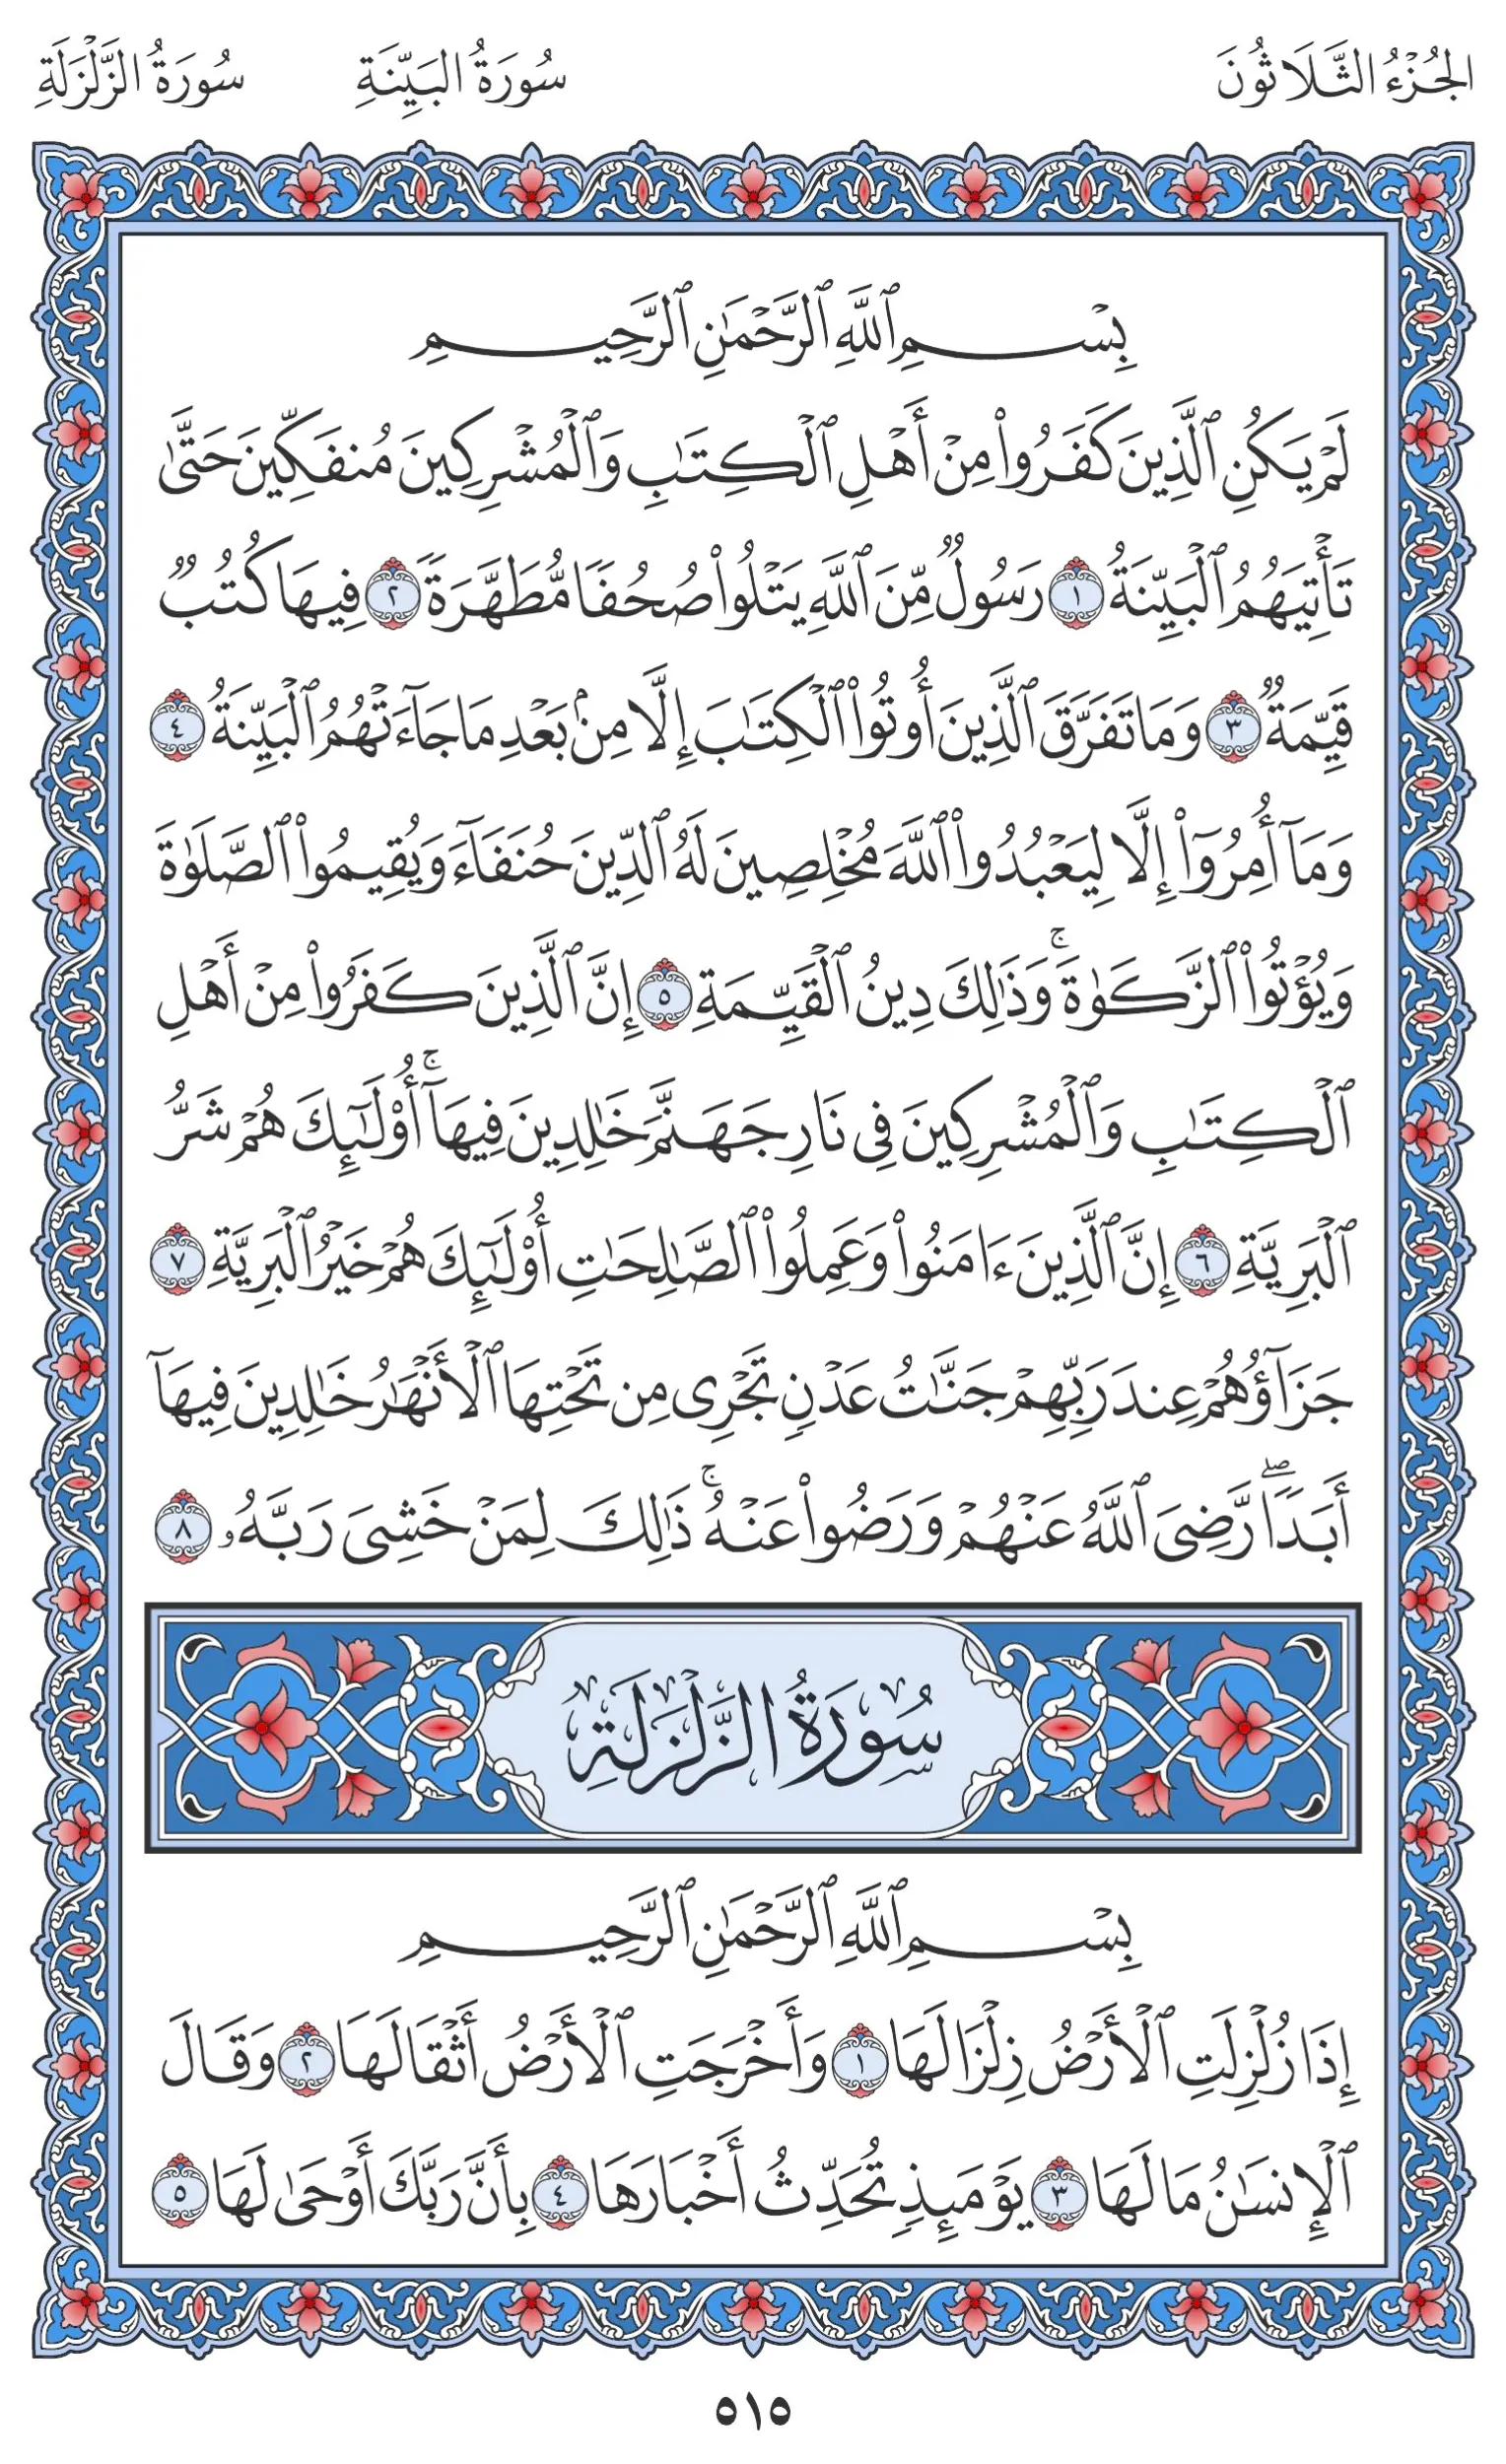 الجُزْءُ الثَّلَاثُونَ سُورَةُ البَيِّنَةِ سُورَةُ الزَّلْزَلَةِ
بِسۡمِ ٱللَّهِ ٱلرَّحۡمَٰنِ ٱلرَّحِيمِ
لَمۡ يَكُنِ ٱلَّذِينَ كَفَرُواْ مِنۡ أَهۡلِ ٱلۡكِتَٰبِ وَٱلۡمُشۡرِكِينَ مُنفَكِّينَ حَتَّىٰ
تَأۡتِيَهُمُ ٱلۡبَيِّنَةُ ١ رَسُولٞ مِّنَ ٱللَّهِ يَتۡلُواْ صُحُفٗا مُّطَهَّرَةٗ ٢ فِيهَا كُتُبٞ
قَيِّمَةٞ ٣ وَمَا تَفَرَّقَ ٱلَّذِينَ أُوتُواْ ٱلۡكِتَٰبَ إِلَّا مِنۢ بَعۡدِ مَا جَآءَتۡهُمُ ٱلۡبَيِّنَةُ ٤
وَمَآ أُمِرُوٓاْ إِلَّا لِيَعۡبُدُواْ ٱللَّهَ مُخۡلِصِينَ لَهُ ٱلدِّينَ حُنَفَآءَ وَيُقِيمُواْ ٱلصَّلَوٰةَ
وَيُؤۡتُواْ ٱلزَّكَوٰةَۚ وَذَٰلِكَ دِينُ ٱلۡقَيِّمَةِ ٥ إِنَّ ٱلَّذِينَ كَفَرُواْ مِنۡ أَهۡلِ
ٱلۡكِتَٰبِ وَٱلۡمُشۡرِكِينَ فِي نَارِ جَهَنَّمَ خَٰلِدِينَ فِيهَآۚ أُوْلَٰٓئِكَ هُمۡ شَرُّ
ٱلۡبَرِيَّةِ ٦ إِنَّ ٱلَّذِينَ ءَامَنُواْ وَعَمِلُواْ ٱلصَّٰلِحَٰتِ أُوْلَٰٓئِكَ هُمۡ خَيۡرُ ٱلۡبَرِيَّةِ ٧
جَزَآؤُهُمۡ عِندَ رَبِّهِمۡ جَنَّٰتُ عَدۡنٖ تَجۡرِي مِن تَحۡتِهَا ٱلۡأَنۡهَٰرُ خَٰلِدِينَ فِيهَآ
أَبَدٗاۖ رَّضِيَ ٱللَّهُ عَنۡهُمۡ وَرَضُواْ عَنۡهُۚ ذَٰلِكَ لِمَنۡ خَشِيَ رَبَّهُۥ ٨
سُورَةُ الزَّلْزَلَةِ
بِسۡمِ ٱللَّهِ ٱلرَّحۡمَٰنِ ٱلرَّحِيمِ
إِذَا زُلۡزِلَتِ ٱلۡأَرۡضُ زِلۡزَالَهَا ١ وَأَخۡرَجَتِ ٱلۡأَرۡضُ أَثۡقَالَهَا ٢ وَقَالَ
ٱلۡإِنسَٰنُ مَا لَهَا ٣ يَوۡمَئِذٖ تُحَدِّثُ أَخۡبَارَهَا ٤ بِأَنَّ رَبَّكَ أَوۡحَىٰ لَهَا ٥
٥١٥